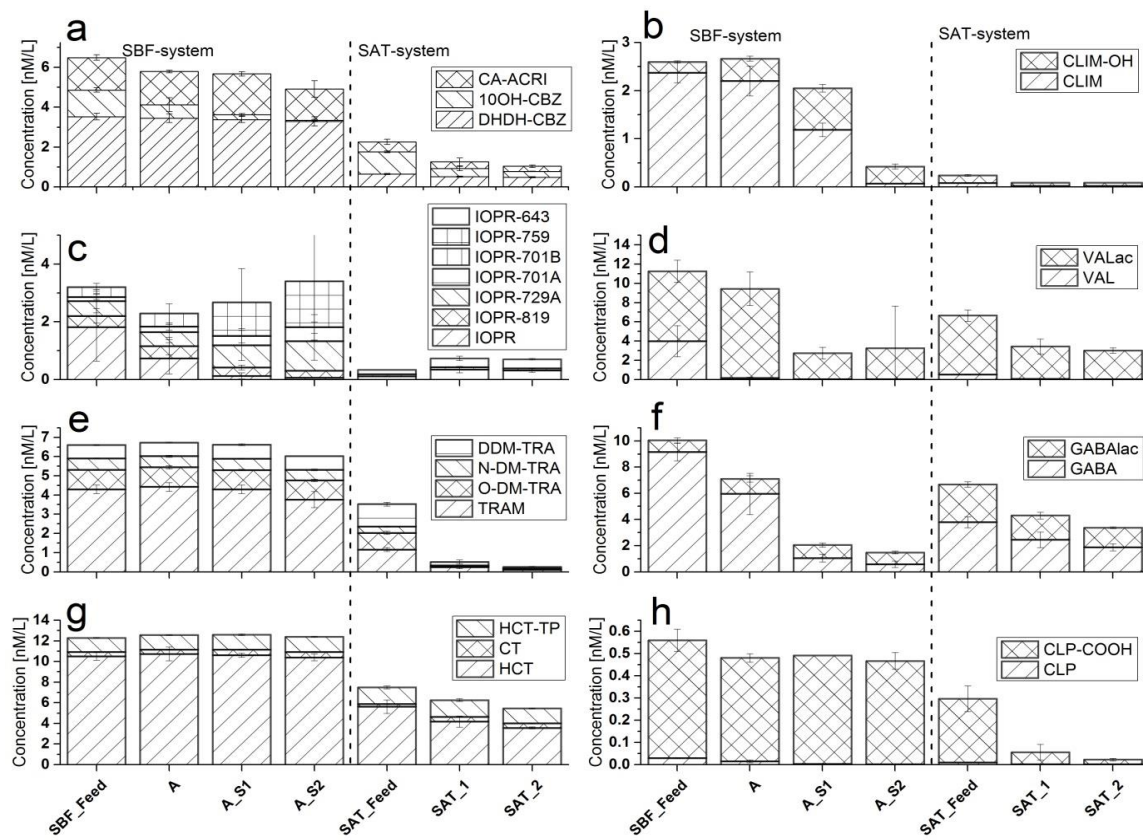 a
SBF-system
SAT-system
Concentration [nM/L]
6
4
2
0
CA-ACRI
10OH-CBZ
DHDH-CBZ
b
SBF-system
SAT-system
Concentration [nM/L]
3
2
1
0
CLIM-OH
CLIM
c
Concentration [nM/L]
4
2
0
IOPR-643
IOPR-759
IOPR-701B
IOPR-701A
IOPR-729A
IOPR-819
IOPR
d
Concentration [nM/L]
14
12
10
8
6
4
2
0
VALac
VAL
e
Concentration [nM/L]
7
6
5
4
3
2
1
0
DDM-TRA
N-DM-TRA
O-DM-TRA
TRAM
f
Concentration [nM/L]
10
8
6
4
2
0
GABAlac
GABA
g
Concentration [nM/L]
14
12
10
8
6
4
2
0
HCT-TP
CT
HCT
h
Concentration [nM/L]
0.6
0.5
0.4
0.3
0.2
0.1
0.0
CLP-COOH
CLP
SBF_Feed
A
A_S1
A_S2
SAT_Feed
SAT_1
SAT_2
SBF_Feed
A
A_S1
A_S2
SAT_Feed
SAT_1
SAT_2